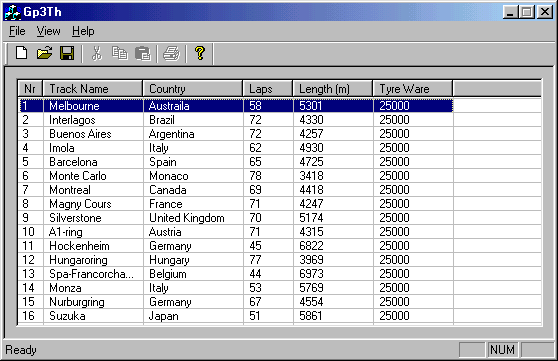 Gp3Th
File View Help
Nr Track Name Country Laps Length (m) Tyre Ware
1 Melbourne Austraila 58 5301 25000
2 Interlagos Brazil 72 4330 25000
3 Buenos Aires Argentina 72 4257 25000
4 Imola Italy 62 4930 25000
5 Barcelona Spain 65 4725 25000
6 Monte Carlo Monaco 78 3418 25000
7 Montreal Canada 69 4418 25000
8 Magny Cours France 71 4247 25000
9 Silverstone United Kingdom 70 5174 25000
10 A1-ring Austria 71 4315 25000
11 Hockenheim Germany 45 6822 25000
12 Hungaroring Hungary 77 3969 25000
13 Spa-Francorcha... Belgium 44 6973 25000
14 Monza Italy 53 5769 25000
15 Nurburgring Germany 67 4554 25000
16 Suzuka Japan 51 5861 25000
Ready NUM